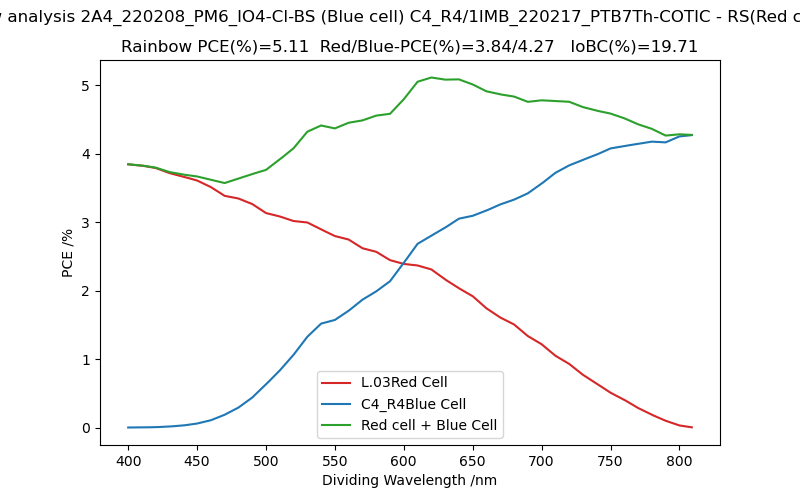 analysis 2A4_220208_PM6_IO4-Cl-BS (Blue cell) C4_R4/1IMB_220217_PTB7Th-COTIC - RS(Red
Rainbow PCE(%)=5.11 Red/Blue-PCE(%)=3.84/4.27 IoBC(%)=19.71
PCE /%
5
4
3
2
1
0
L.03Red Cell
C4_R4Blue Cell
Red cell + Blue Cell
400 450 500 550 600 650 700 750 800
Dividing Wavelength /nm